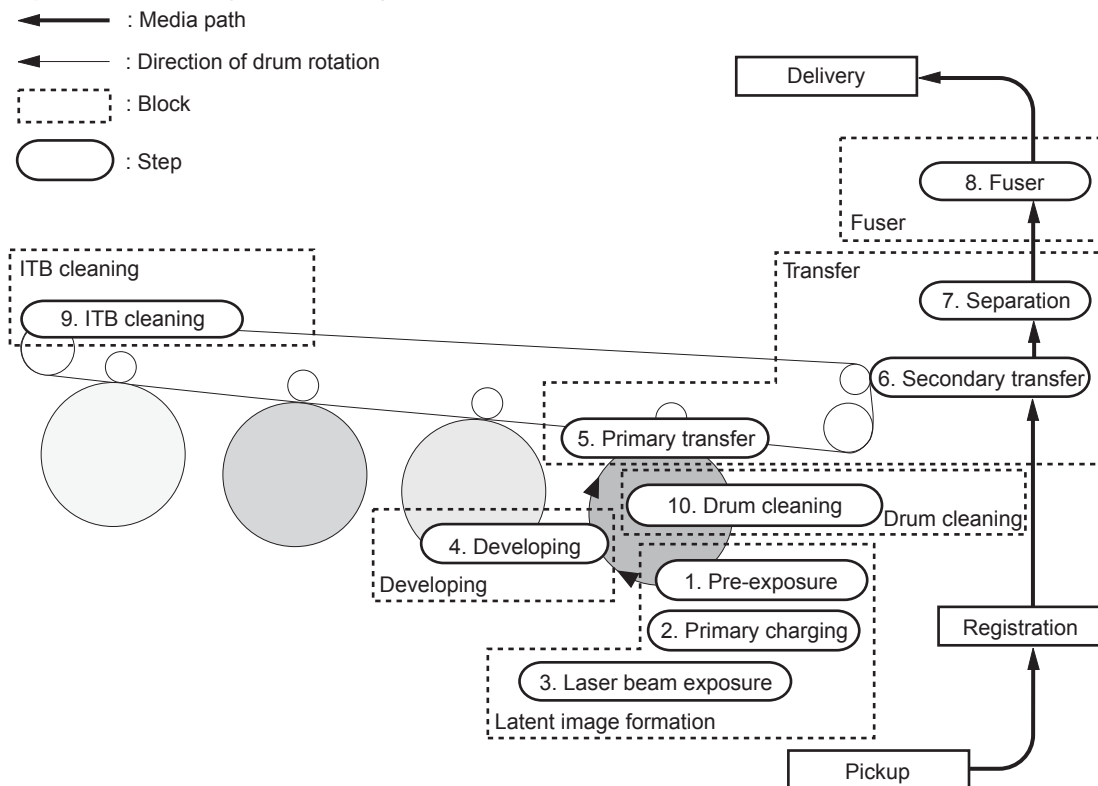 : Media path
: Direction of drum rotation
: Block
: Step
Delivery
8. Fuser
Fuser
ITB cleaning
Transfer
9. ITB cleaning
7. Separation
6. Secondary transfer
5. Primary transfer
10. Drum cleaning
Drum cleaning
4. Developing
Developing
1. Pre-exposure
2. Primary charging
Registration
3. Laser beam exposure
Latent image formation
Pickup